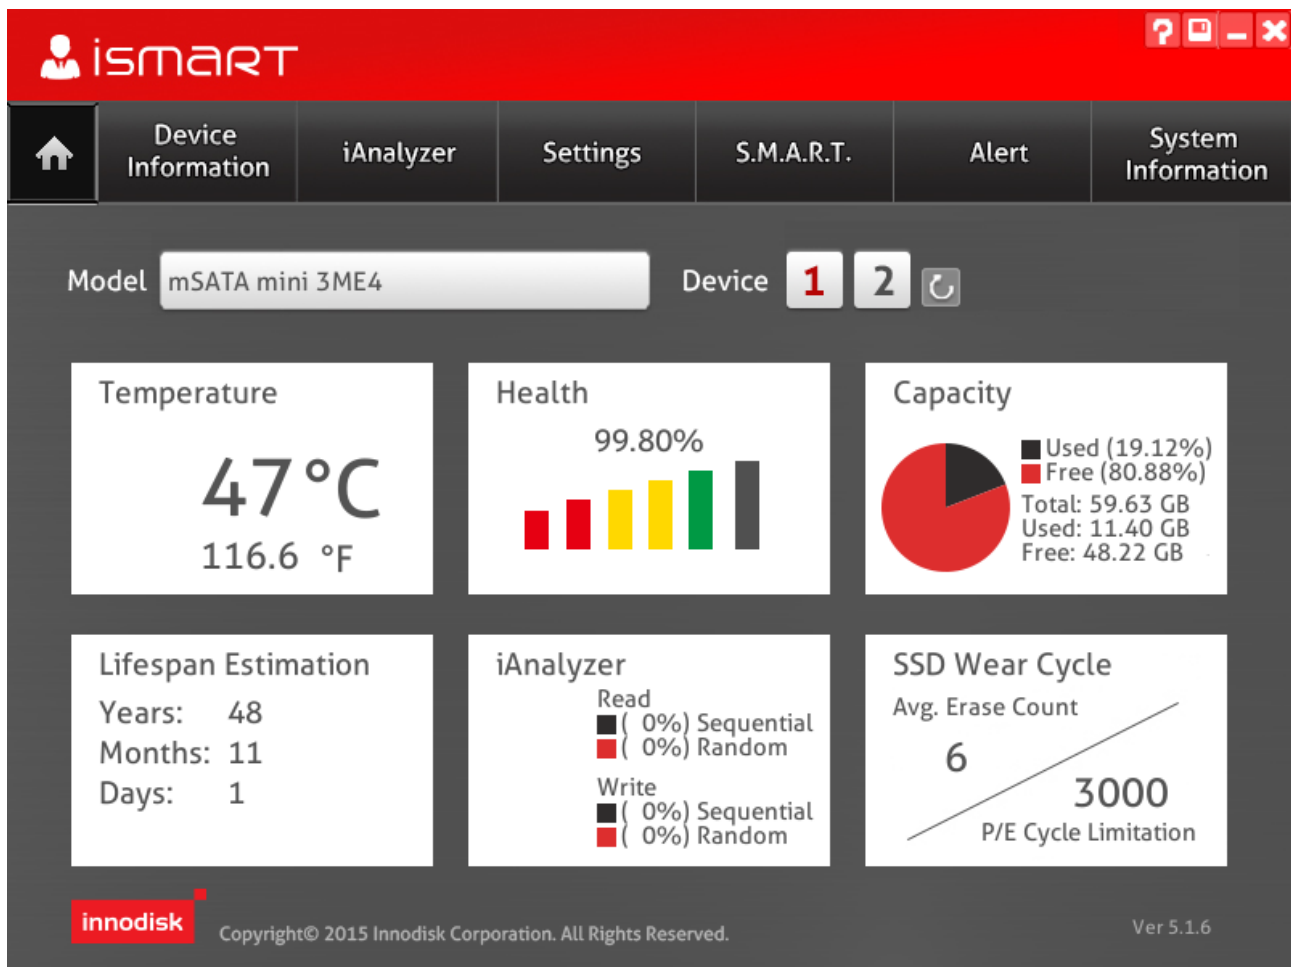 ismart
Device Information
iAnalyzer
Settings
S.M.A.R.T.
Alert
System Information
Model
mSATA mini 3ME4
Device
1
2
Temperature
47°C
116.6 °F
Health
99.80%
Capacity
Used (19.12%)
Free (80.88%)
Total: 59.63 GB
Used: 11.40 GB
Free: 48.22 GB
Lifespan Estimation
Years: 48
Months: 11
Days: 1
iAnalyzer
Read
( 0%) Sequential
( 0%) Random
Write
( 0%) Sequential
( 0%) Random
SSD Wear Cycle
Avg. Erase Count
6
3000
P/E Cycle Limitation
innodisk
Copyright© 2015 Innodisk Corporation. All Rights Reserved.
Ver 5.1.6